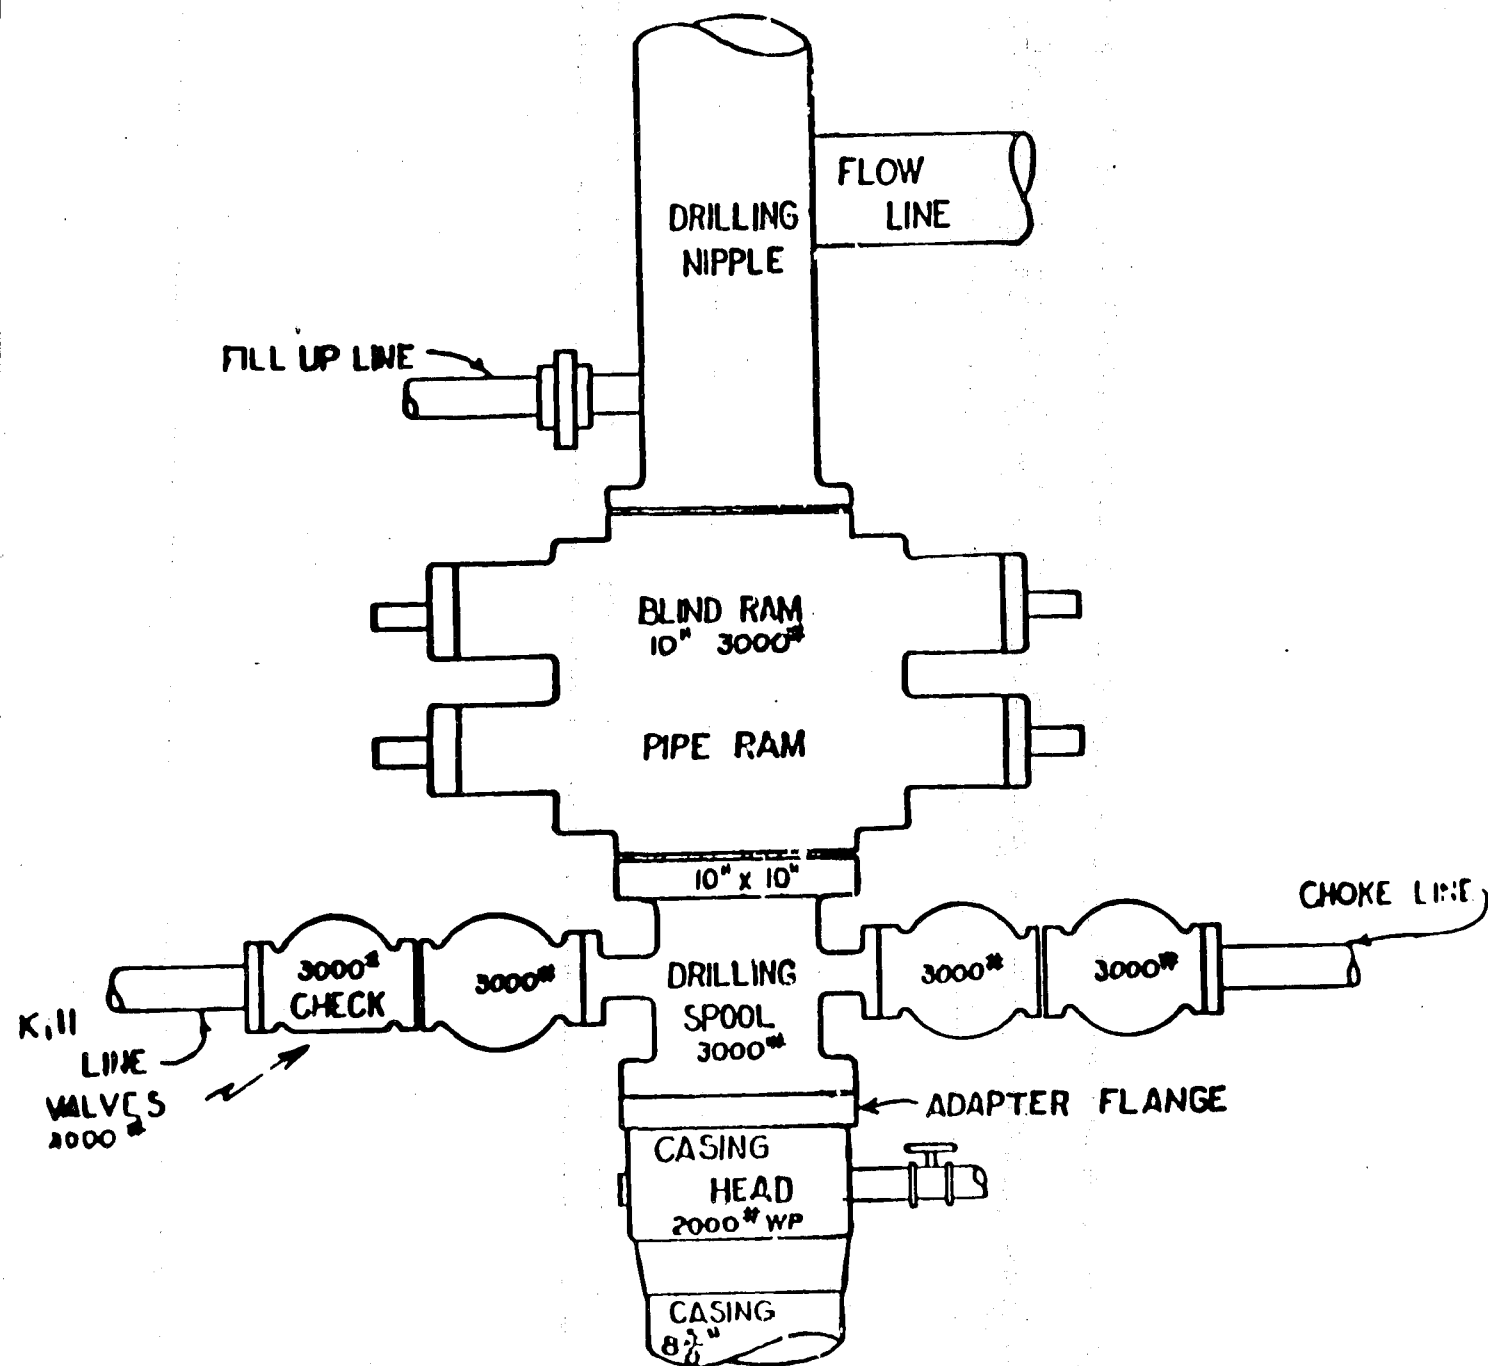 FLOW
LINE
DRILLING
NIPPLE
FILL UP LINE
BLIND RAM
10" 3000#
PIPE RAM
10" x 10"
CHOKE LINE
3000#
CHECK
3000#
DRILLING
SPOOL
3000#
3000#
3000#
Kill
LINE
VALVES
ADAPTER FLANGE
CASING
HEAD
2000# WP
CASING